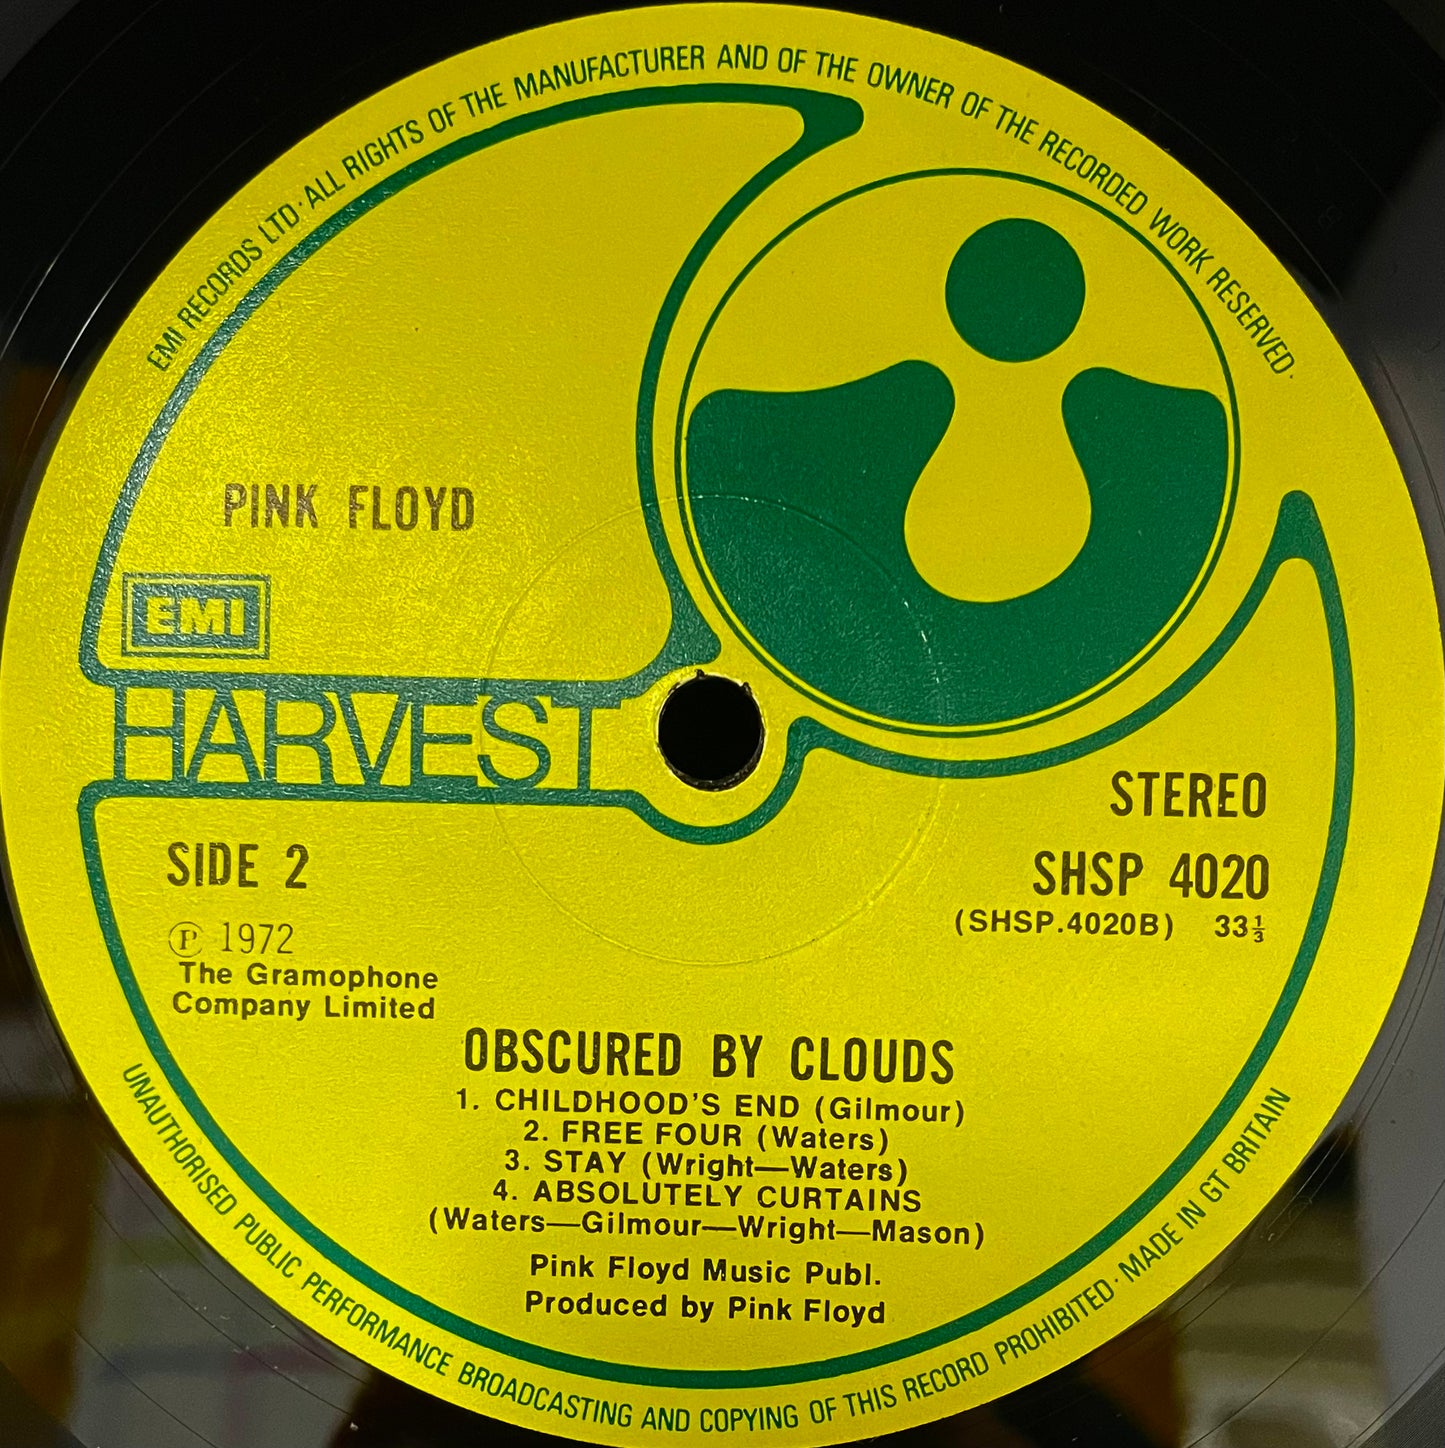 EMI RECORDS LTD · ALL RIGHTS OF THE MANUFACTURER AND OF THE OWNER OF THE RECORDED WORK RESERVED ·
PINK FLOYD
EMI
HARVEST
STEREO
SIDE 2
SHSP 4020
(SHSP.4020B) 33⅓
Ⓟ 1972
The Gramophone
Company Limited
OBSCURED BY CLOUDS
1. CHILDHOOD'S END (Gilmour)
2. FREE FOUR (Waters)
3. STAY (Wright—Waters)
4. ABSOLUTELY CURTAINS
(Waters—Gilmour—Wright—Mason)
Pink Floyd Music Publ.
Produced by Pink Floyd
UNAUTHORISED PUBLIC PERFORMANCE BROADCASTING AND COPYING OF THIS RECORD PROHIBITED · MADE IN GT BRITAIN